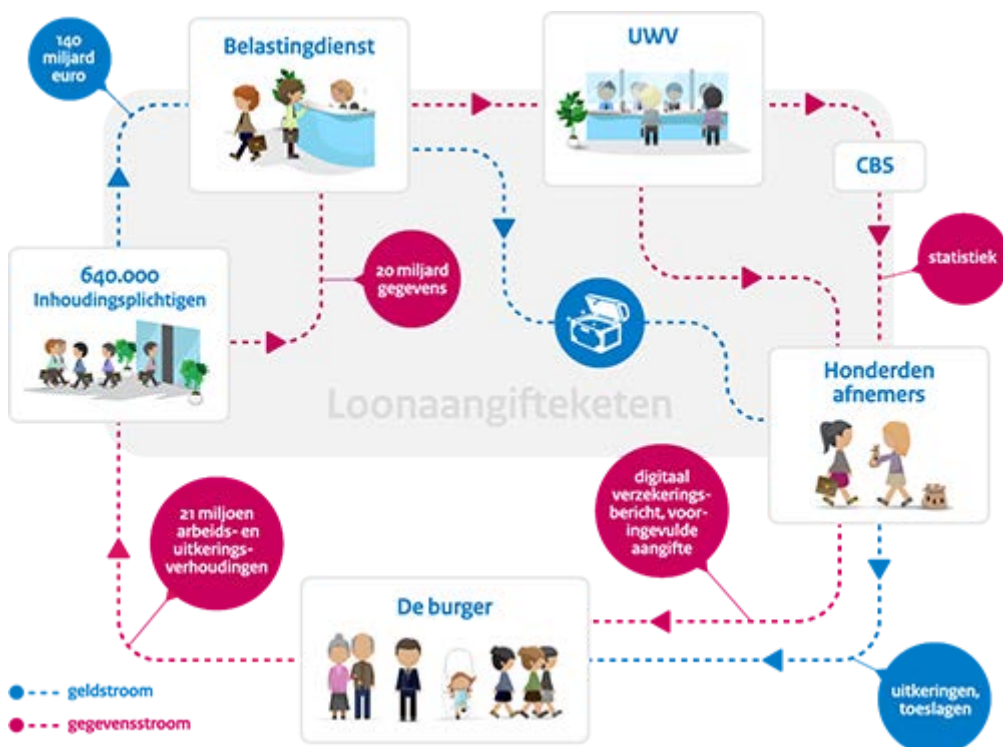 140
miljard
euro
Belastingdienst
UWV
CBS
640.000
Inhoudingsplichtigen
20 miljard
gegevens
statistiek
Loonaangifteketen
Honderden
afnemers
21 miljoen
arbeids- en
uitkerings-
verhoudingen
digitaal
verzekerings-
bericht, voor-
ingevulde
aangifte
De burger
uitkeringen,
toeslagen
geldstroom
gegevensstroom